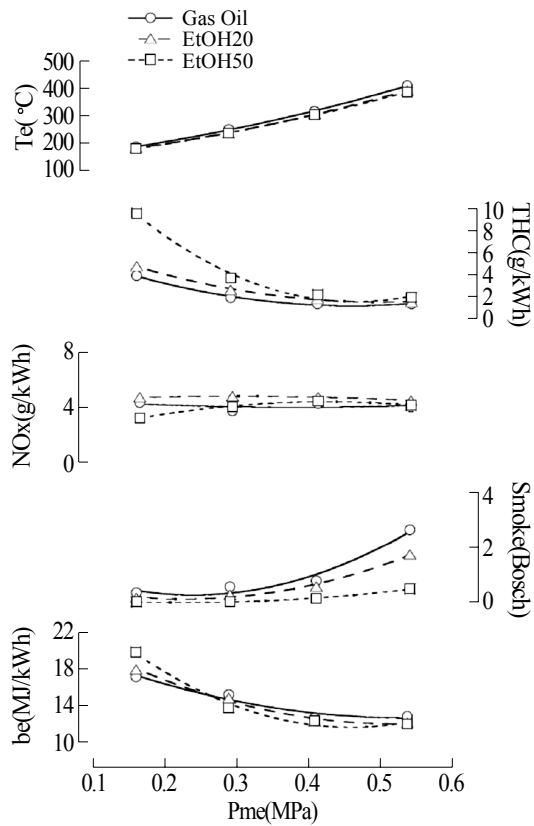 Gas Oil
EtOH20
EtOH50
Te( °C)
500
400
300
200
100
THC(g/kWh)
10
8
6
4
2
0
NOx(g/kWh)
8
4
0
Smoke(Bosch)
4
2
0
be(MJ/kWh)
22
18
14
10
0.1 0.2 0.3 0.4 0.5 0.6
Pme(MPa)